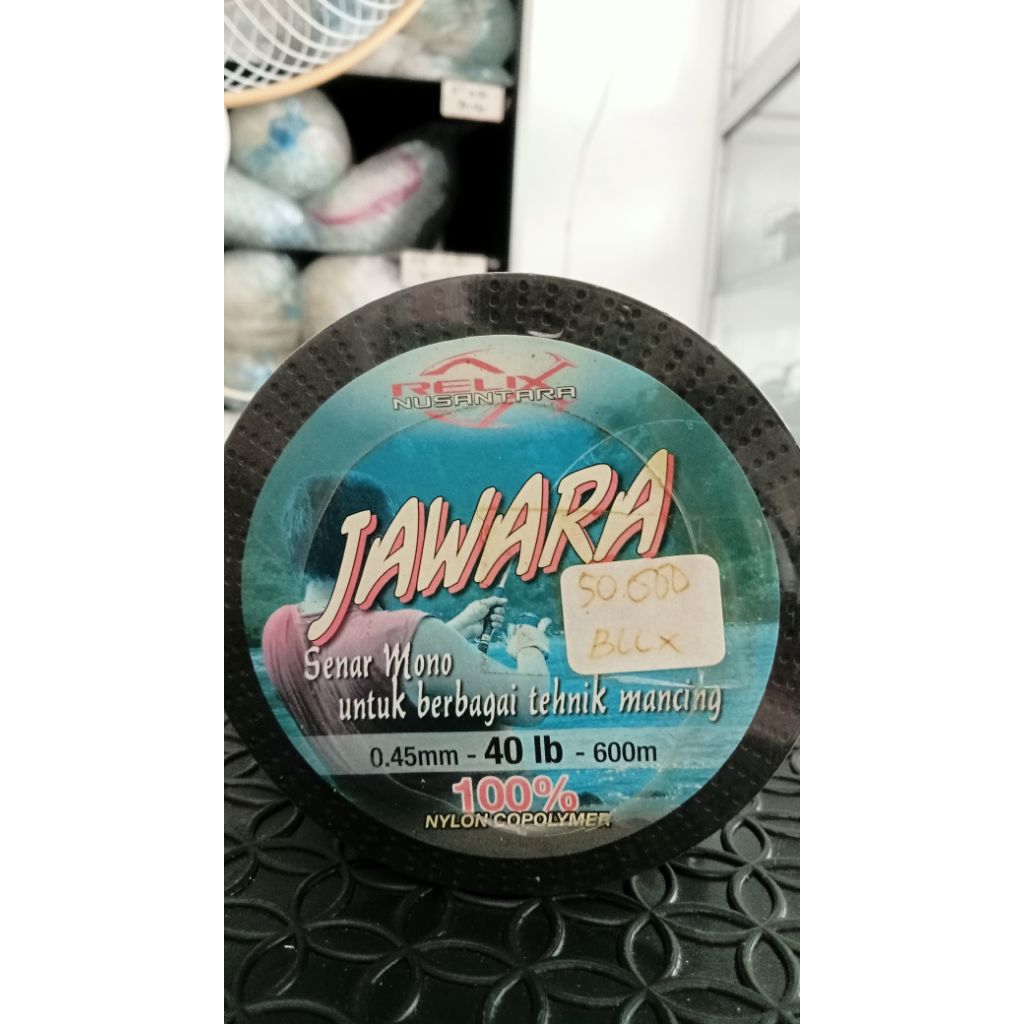 RELIX
NUSANTARA
JAWARA
50.000
BLLX
Senar Mono
untuk berbagai tehnik mancing
0.45mm - 40 lb - 600m
100%
NYLON COPOLYMER